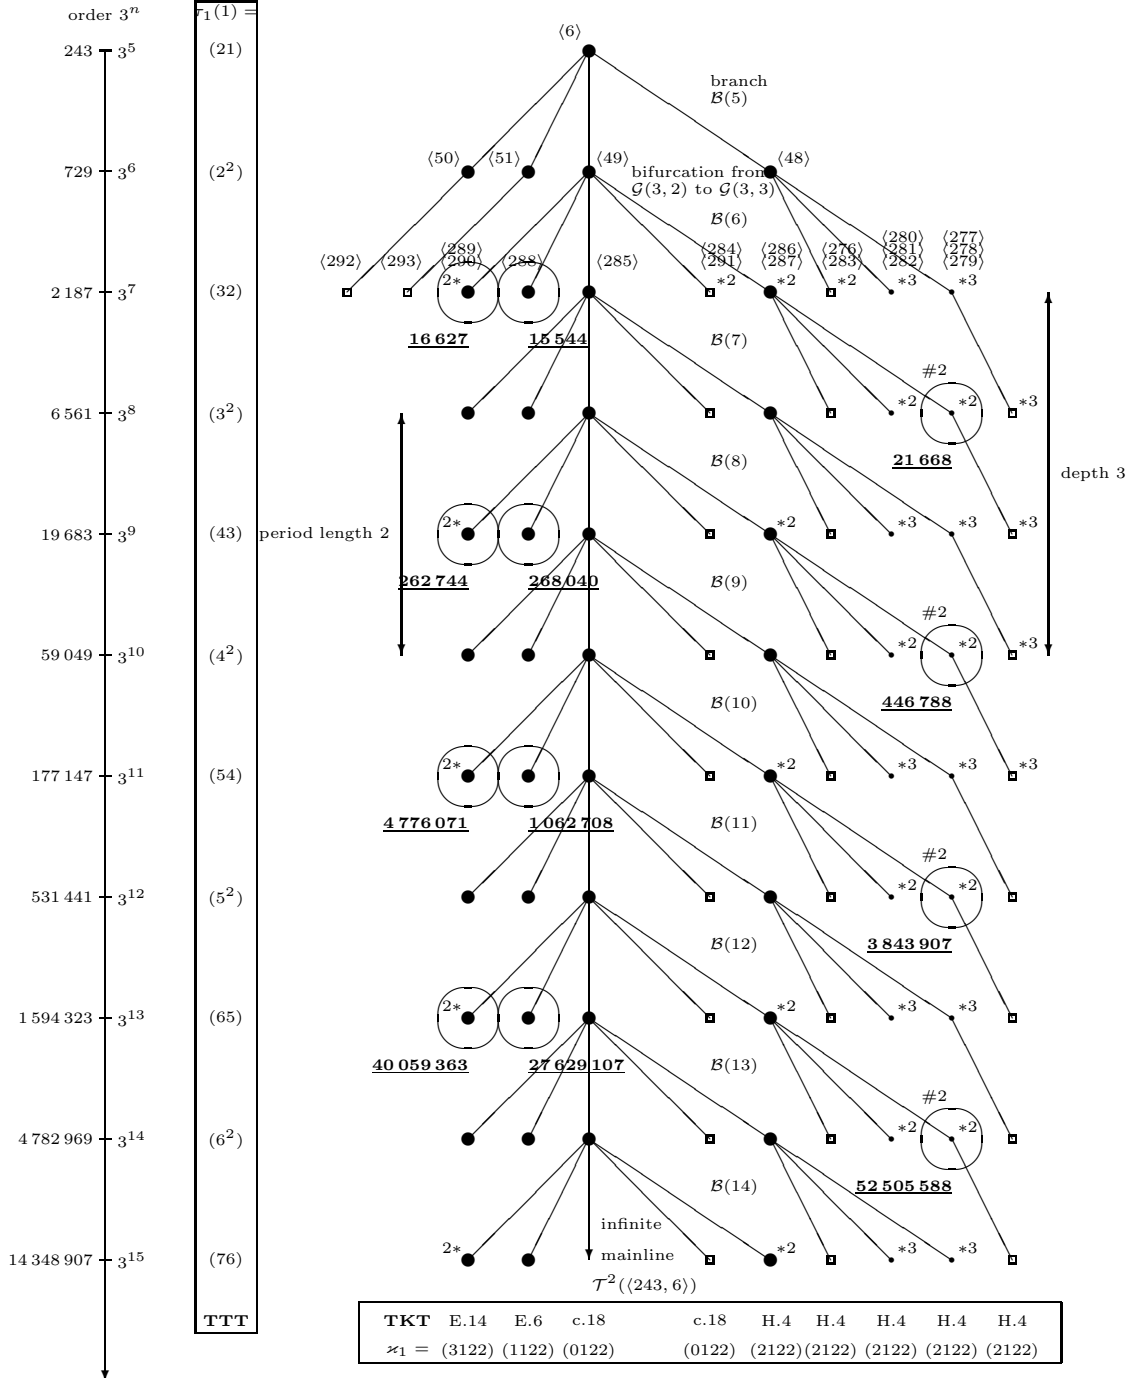 order 3^n
τ₁(1) =
⟨6⟩
243
3^5
(21)
branch
B(5)
⟨50⟩
⟨51⟩
⟨49⟩
⟨48⟩
729
3^6
(2^2)
bifurcation from
G(3, 2) to G(3, 3)
B(6)
⟨280⟩ ⟨277⟩
⟨289⟩ ⟨284⟩ ⟨286⟩ ⟨276⟩ ⟨281⟩ ⟨278⟩
⟨292⟩ ⟨293⟩ ⟨290⟩ ⟨288⟩ ⟨285⟩ ⟨291⟩ ⟨287⟩ ⟨283⟩ ⟨282⟩ ⟨279⟩
2* *2 *2 *2 *3 *3
2 187
3^7
(32)
16 627
15 544
B(7)
#2
*2 *2 *3
6 561
3^8
(3^2)
B(8)
21 668
depth 3
2* *2 *3 *3 *3
19 683
3^9
(43)
period length 2
262 744
268 040
B(9)
#2
*2 *2 *3
59 049
3^10
(4^2)
B(10)
446 788
2* *2 *3 *3 *3
177 147
3^11
(54)
4 776 071
1 062 708
B(11)
#2
*2 *2
531 441
3^12
(5^2)
B(12)
3 843 907
2* *2 *3 *3
1 594 323
3^13
(65)
40 059 363
27 629 107
B(13)
#2
*2 *2
4 782 969
3^14
(6^2)
B(14)
52 505 588
infinite
2* *2 *3 *3
mainline
14 348 907
3^15
(76)
T^2(⟨243, 6⟩)
TTT
TKT E.14 E.6 c.18 c.18 H.4 H.4 H.4 H.4 H.4
ϰ₁ = (3122) (1122) (0122) (0122) (2122) (2122) (2122) (2122) (2122)